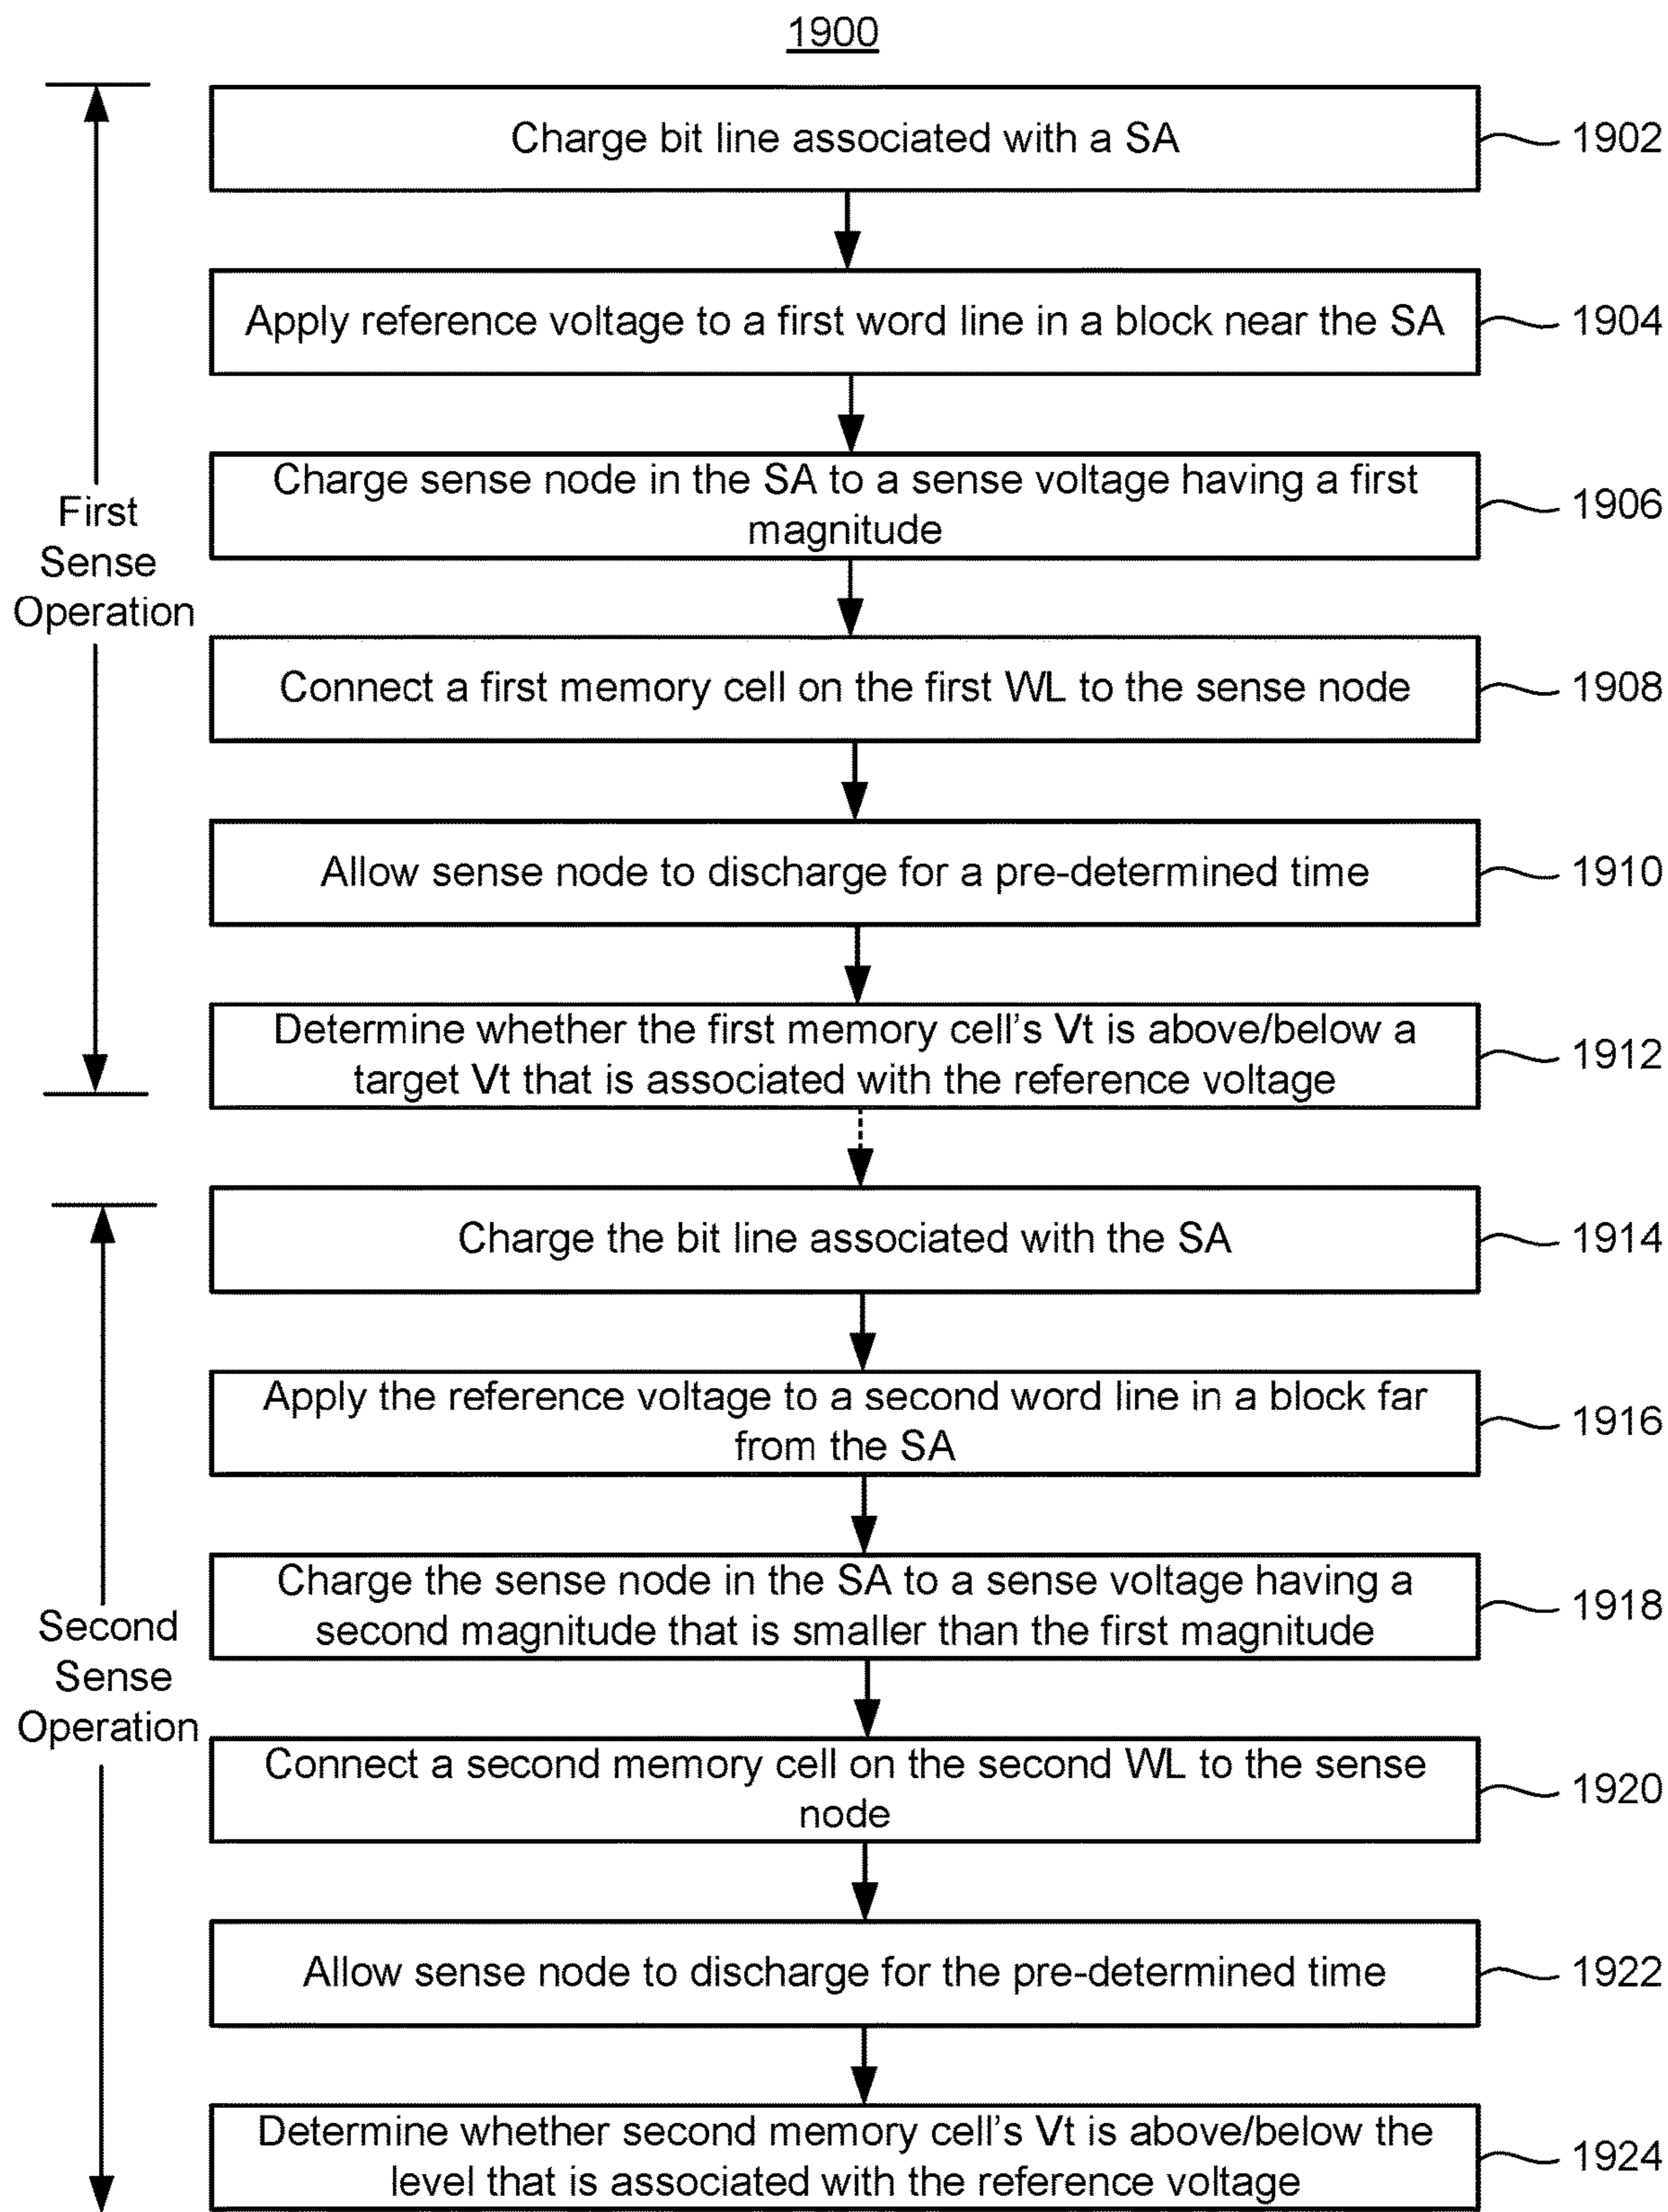 1900
Charge bit line associated with a SA
1902
Apply reference voltage to a first word line in a block near the SA
1904
Charge sense node in the SA to a sense voltage having a first
magnitude
1906
First
Sense
Operation
Connect a first memory cell on the first WL to the sense node
1908
Allow sense node to discharge for a pre-determined time
1910
Determine whether the first memory cell's Vt is above/below a
target Vt that is associated with the reference voltage
1912
Charge the bit line associated with the SA
1914
Apply the reference voltage to a second word line in a block far
from the SA
1916
Charge the sense node in the SA to a sense voltage having a
second magnitude that is smaller than the first magnitude
1918
Second
Sense
Operation
Connect a second memory cell on the second WL to the sense
node
1920
Allow sense node to discharge for the pre-determined time
1922
Determine whether second memory cell's Vt is above/below the
level that is associated with the reference voltage
1924